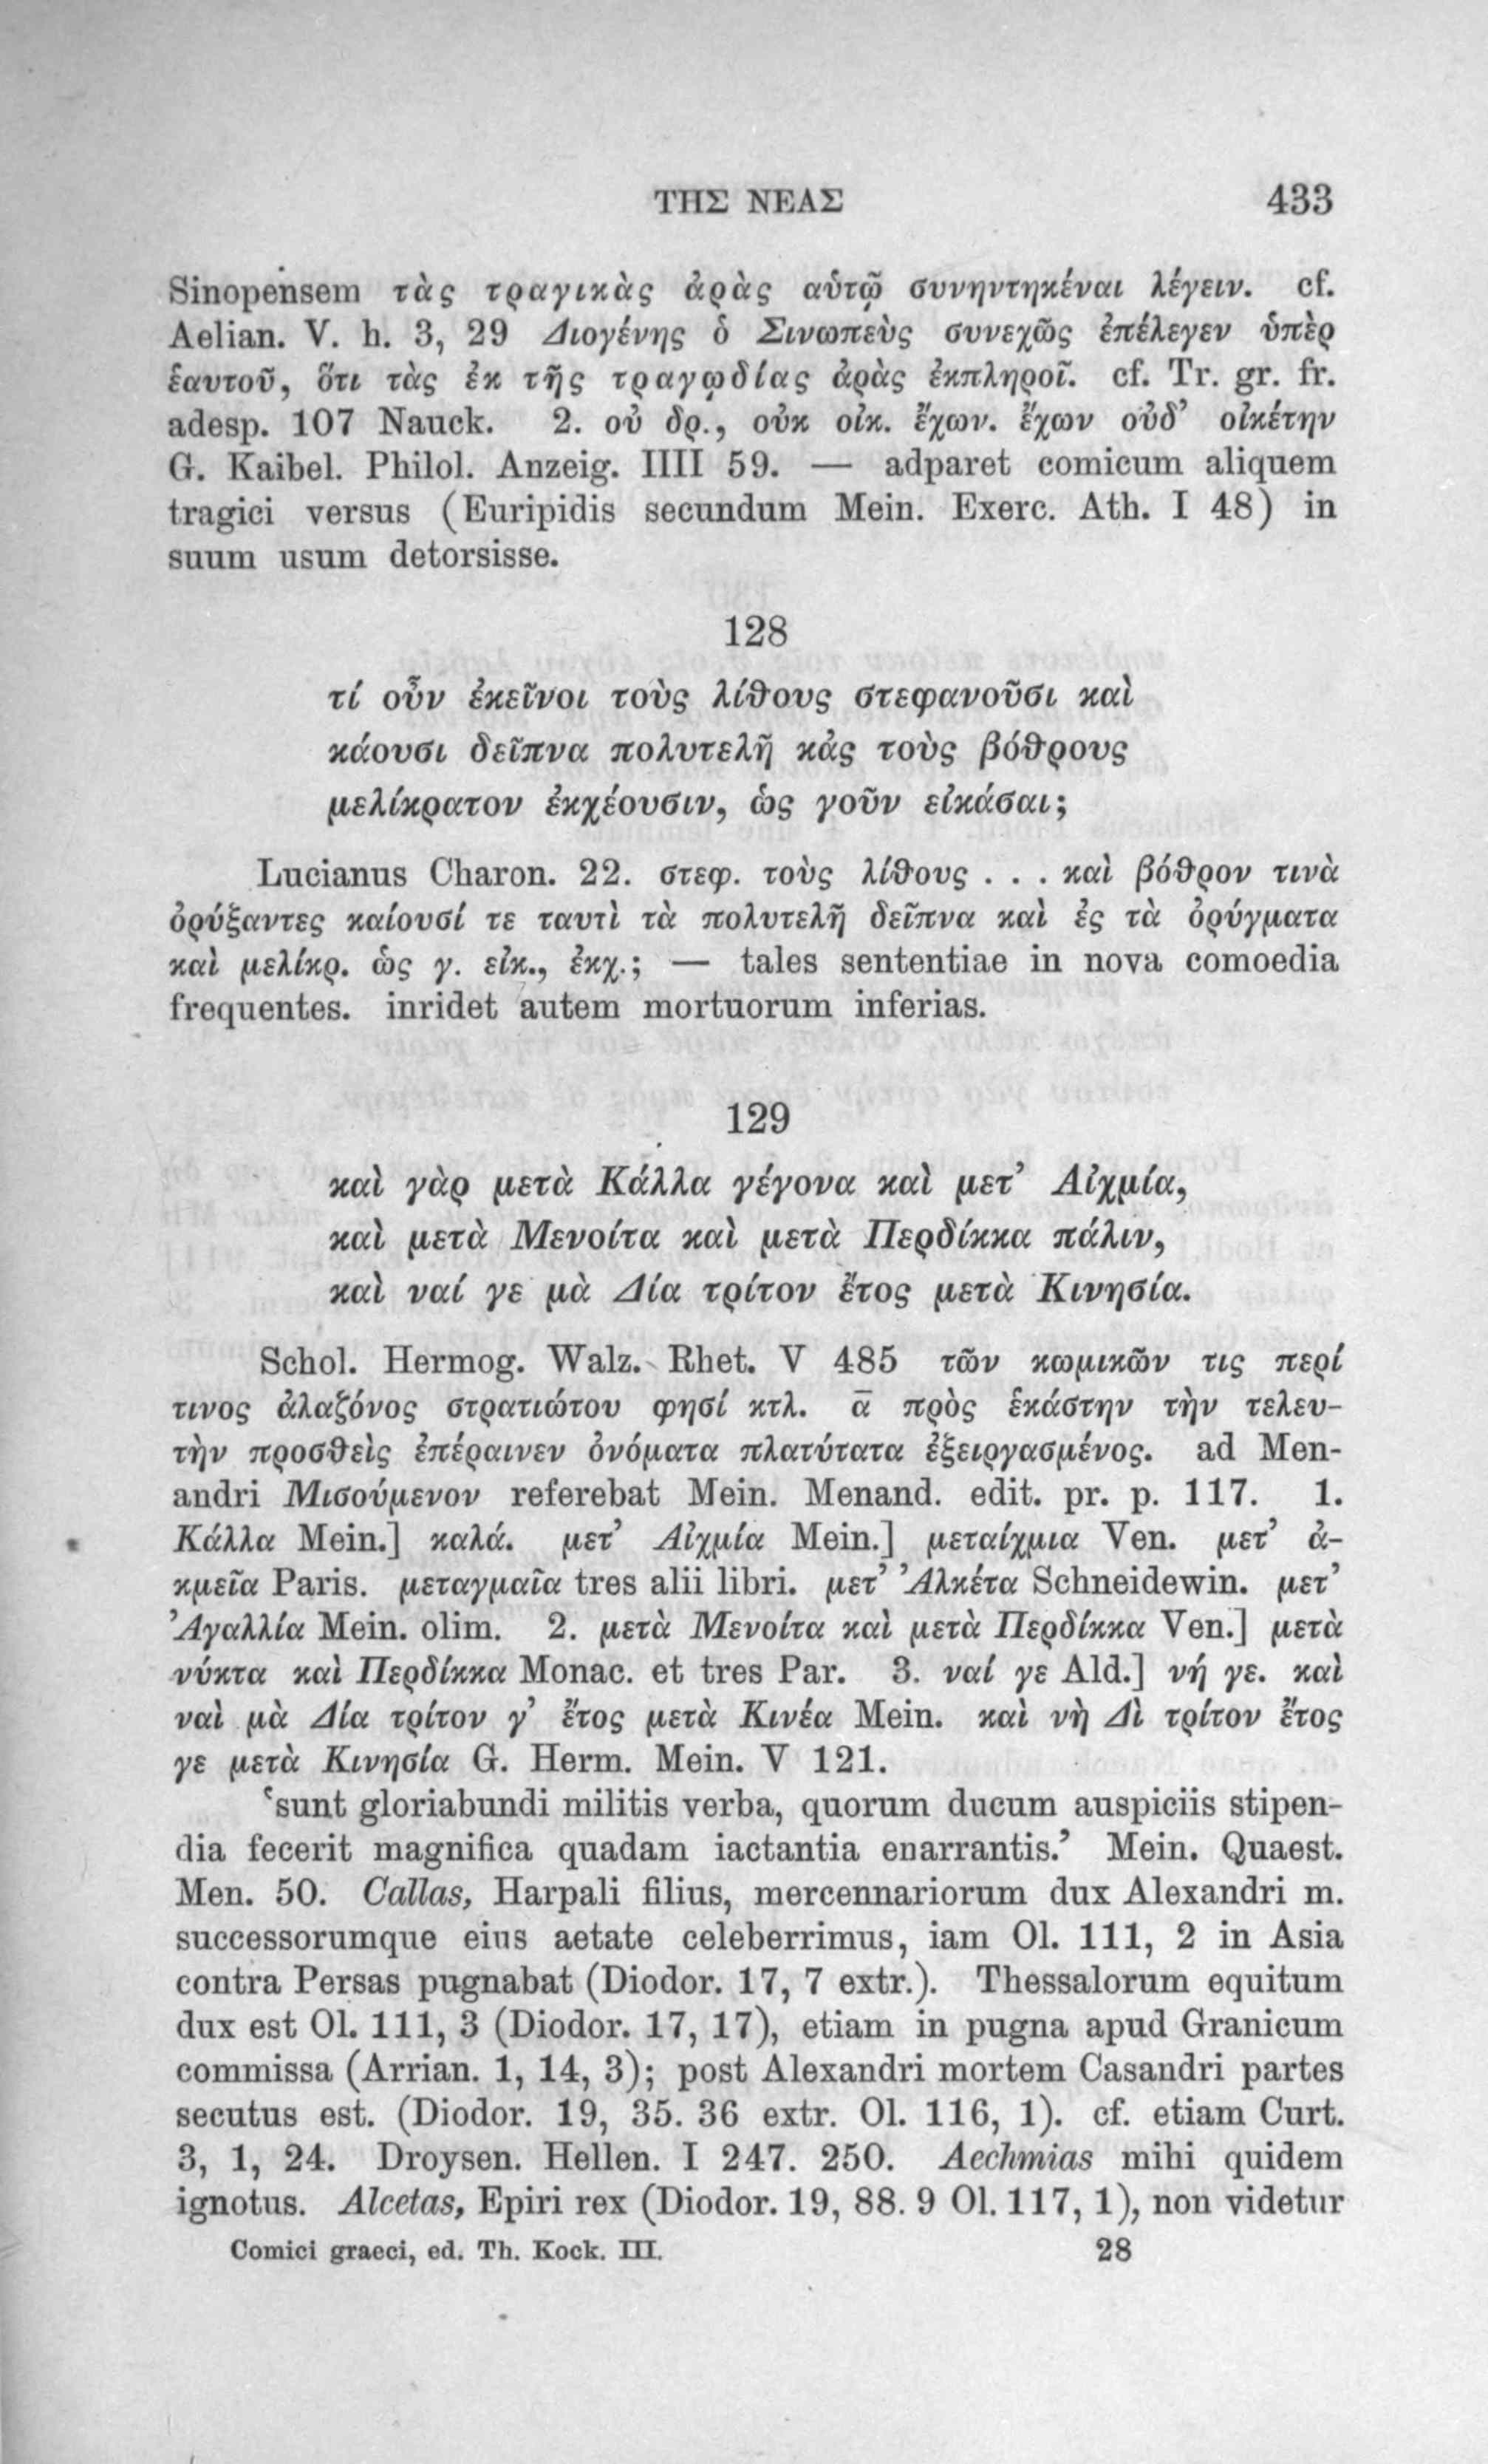 ΤΗΣ ΝΕΑΣ 433
Sinopensem τὰς τραγικὰς ἀρὰς αὑτῷ συνηντηκέναι λέγειν. cf.
Aelian. V. h. 3, 29 Διογένης ὁ Σινωπεὺς συνεχῶς ἐπέλεγεν ὑπὲρ
ἑαυτοῦ, ὅτι τὰς ἐκ τῆς τραγῳδίας ἀρὰς ἐκπληροῖ. cf. Tr. gr. fr.
adesp. 107 Nauck. 2. οὐ δρ., οὐκ οἰκ. ἔχων. ἔχων οὐδ’ οἰκέτην
G. Kaibel. Philol. Anzeig. IIII 59. — adparet comicum aliquem
tragici versus (Euripidis secundum Mein. Exerc. Ath. I 48) in
suum usum detorsisse.
128
τί οὖν ἐκεῖνοι τοὺς λίθους στεφανοῦσι καὶ
κάουσι δεῖπνα πολυτελῆ κἀς τοὺς βόθρους
μελίκρατον ἐκχέουσιν, ὡς γοῦν εἰκάσαι;
Lucianus Charon. 22. στεφ. τοὺς λίθους . . . καὶ βόθρον τινὰ
ὀρύξαντες καίουσί τε ταυτὶ τὰ πολυτελῆ δεῖπνα καὶ ἐς τὰ ὀρύγματα
καὶ μελίκρ. ὡς γ. εἰκ., ἐκχ.; — tales sententiae in nova comoedia
frequentes. inridet autem mortuorum inferias.
129
καὶ γὰρ μετὰ Κάλλα γέγονα καὶ μετ’ Αἰχμία,
καὶ μετὰ Μενοίτα καὶ μετὰ Περδίκκα πάλιν,
καὶ ναί γε μὰ Δία τρίτον ἔτος μετὰ Κινησία.
Schol. Hermog. Walz. Rhet. V 485 τῶν κωμικῶν τις περί
τινος ἀλαζόνος στρατιώτου φησί κτλ. ᾱ πρὸς ἑκάστην τὴν τελευ-
τὴν προσθεὶς ἐπέραινεν ὀνόματα πλατύτατα ἐξειργασμένος. ad Men-
andri Μισούμενον referebat Mein. Menand. edit. pr. p. 117. 1.
Κάλλα Mein.] καλά. μετ’ Αἰχμία Mein.] μεταίχμια Ven. μετ’ ἀ-
κμεῖα Paris. μεταγμαῖα tres alii libri. μετ’ Ἀλκέτα Schneidewin. μετ’
Ἀγαλλία Mein. olim. 2. μετὰ Μενοίτα καὶ μετὰ Περδίκκα Ven.] μετὰ
νύκτα καὶ Περδίκκα Monac. et tres Par. 3. ναί γε Ald.] νή γε. καὶ
ναὶ μὰ Δία τρίτον γ’ ἔτος μετὰ Κινέα Mein. καὶ νὴ Δὶ τρίτον ἔτος
γε μετὰ Κινησία G. Herm. Mein. V 121.
‘sunt gloriabundi militis verba, quorum ducum auspiciis stipen-
dia fecerit magnifica quadam iactantia enarrantis.’ Mein. Quaest.
Men. 50. Callas, Harpali filius, mercennariorum dux Alexandri m.
successorumque eius aetate celeberrimus, iam Ol. 111, 2 in Asia
contra Persas pugnabat (Diodor. 17, 7 extr.). Thessalorum equitum
dux est Ol. 111, 3 (Diodor. 17, 17), etiam in pugna apud Granicum
commissa (Arrian. 1, 14, 3); post Alexandri mortem Casandri partes
secutus est. (Diodor. 19, 35. 36 extr. Ol. 116, 1). cf. etiam Curt.
3, 1, 24. Droysen. Hellen. I 247. 250. Aechmias mihi quidem
ignotus. Alcetas, Epiri rex (Diodor. 19, 88. 9 Ol. 117, 1), non videtur
Comici graeci, ed. Th. Kock. III. 28